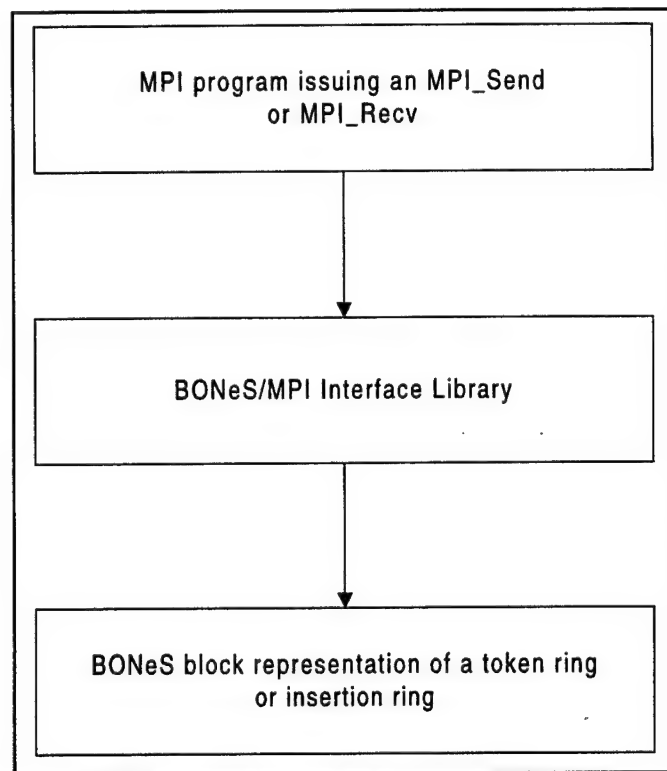 MPI program issuing an MPI_Send
or MPI_Recv
BONeS/MPI Interface Library
BONeS block representation of a token ring
or insertion ring